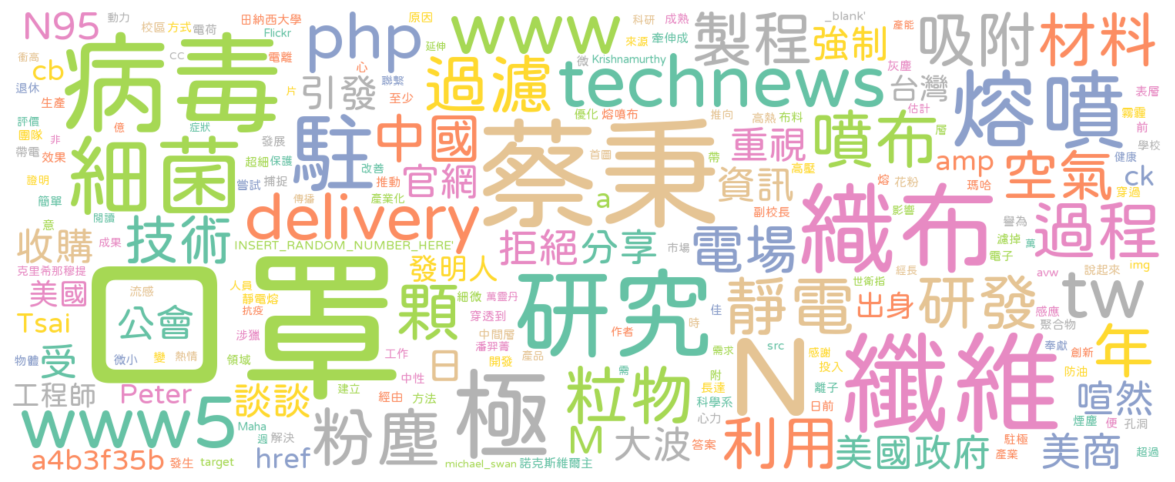 N95
校區
方式
動力
電荷
田納西大學
Flickr
原因
www
製程
科研
成熟
_blank'
產能
吸附
材料
衝高
CC
電離
php
延伸
來源
牽伸成
強制
cb
病毒
引發
心
聯繫
過濾
微
Krishnamurthy
灰塵
退休
片
至少
technews
台灣
表層
生產
億
優化
熔噴布
推向
估計
熔噴
霧霾
評價
團隊
非
症狀
駐
中國
蔡秉
高熱
布料
層
前
帶電
效果
細菌
發展
超細
保護
改善
首圖
帶
重視
噴布
學校
證明
嘗試
捕捉
推動
官網
高壓
amp
空氣
健康
簡單
閱讀
傳播
產業化
a
資訊
熔
花粉
瑪哈
穿過
ck
意
delivery
副校長
影響
收購
成果
技術
INSERT_RANDOM_NUMBER_HERE'
拒絕
分享
市場
電場
織布
譽為
濾掉
萬
過程
克里希那穆提
發明人
電子
說起來
美國
流感
人員
靜電熔
顆
細微
萬靈丹
研究
世衛指
經長
avw
img
Tsai
公會
口罩
抗疫
穿透到
作者
時
佳
靜電
出身
研發
感應
tw
聚合物
物體
受
微小
變
熱情
涉獵
中間層
潘羿菁
日
開發
產品
需求
src
感謝
投入
奉獻
創新
年
工程師
Peter
領域
工作
中性
極
粒物
需
附
長達
N
離子
纖維
防油
喧然
www5
談談
建立
經由
方法
科學系
心力
日前
煙塵
便
孔洞
Maha
週
解決
粉塵
M
大波
答案
利用
美國政府
駐極
產業
美商
超過
a4b3f35b
發生
target
href
michael_swan
諾克斯維爾主